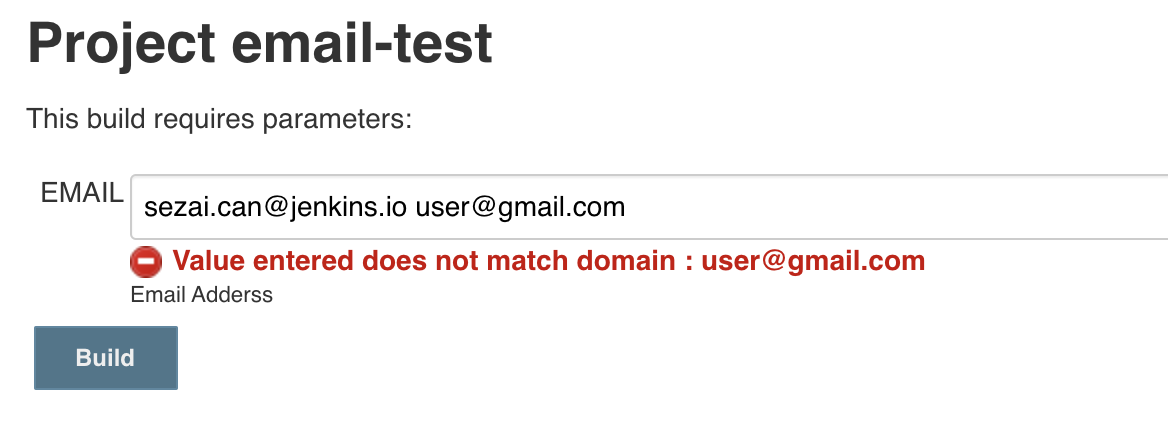 Project email-test
This build requires parameters:
EMAIL sezai.can@jenkins.io user@gmail.com
Value entered does not match domain : user@gmail.com
Email Adderss
Build